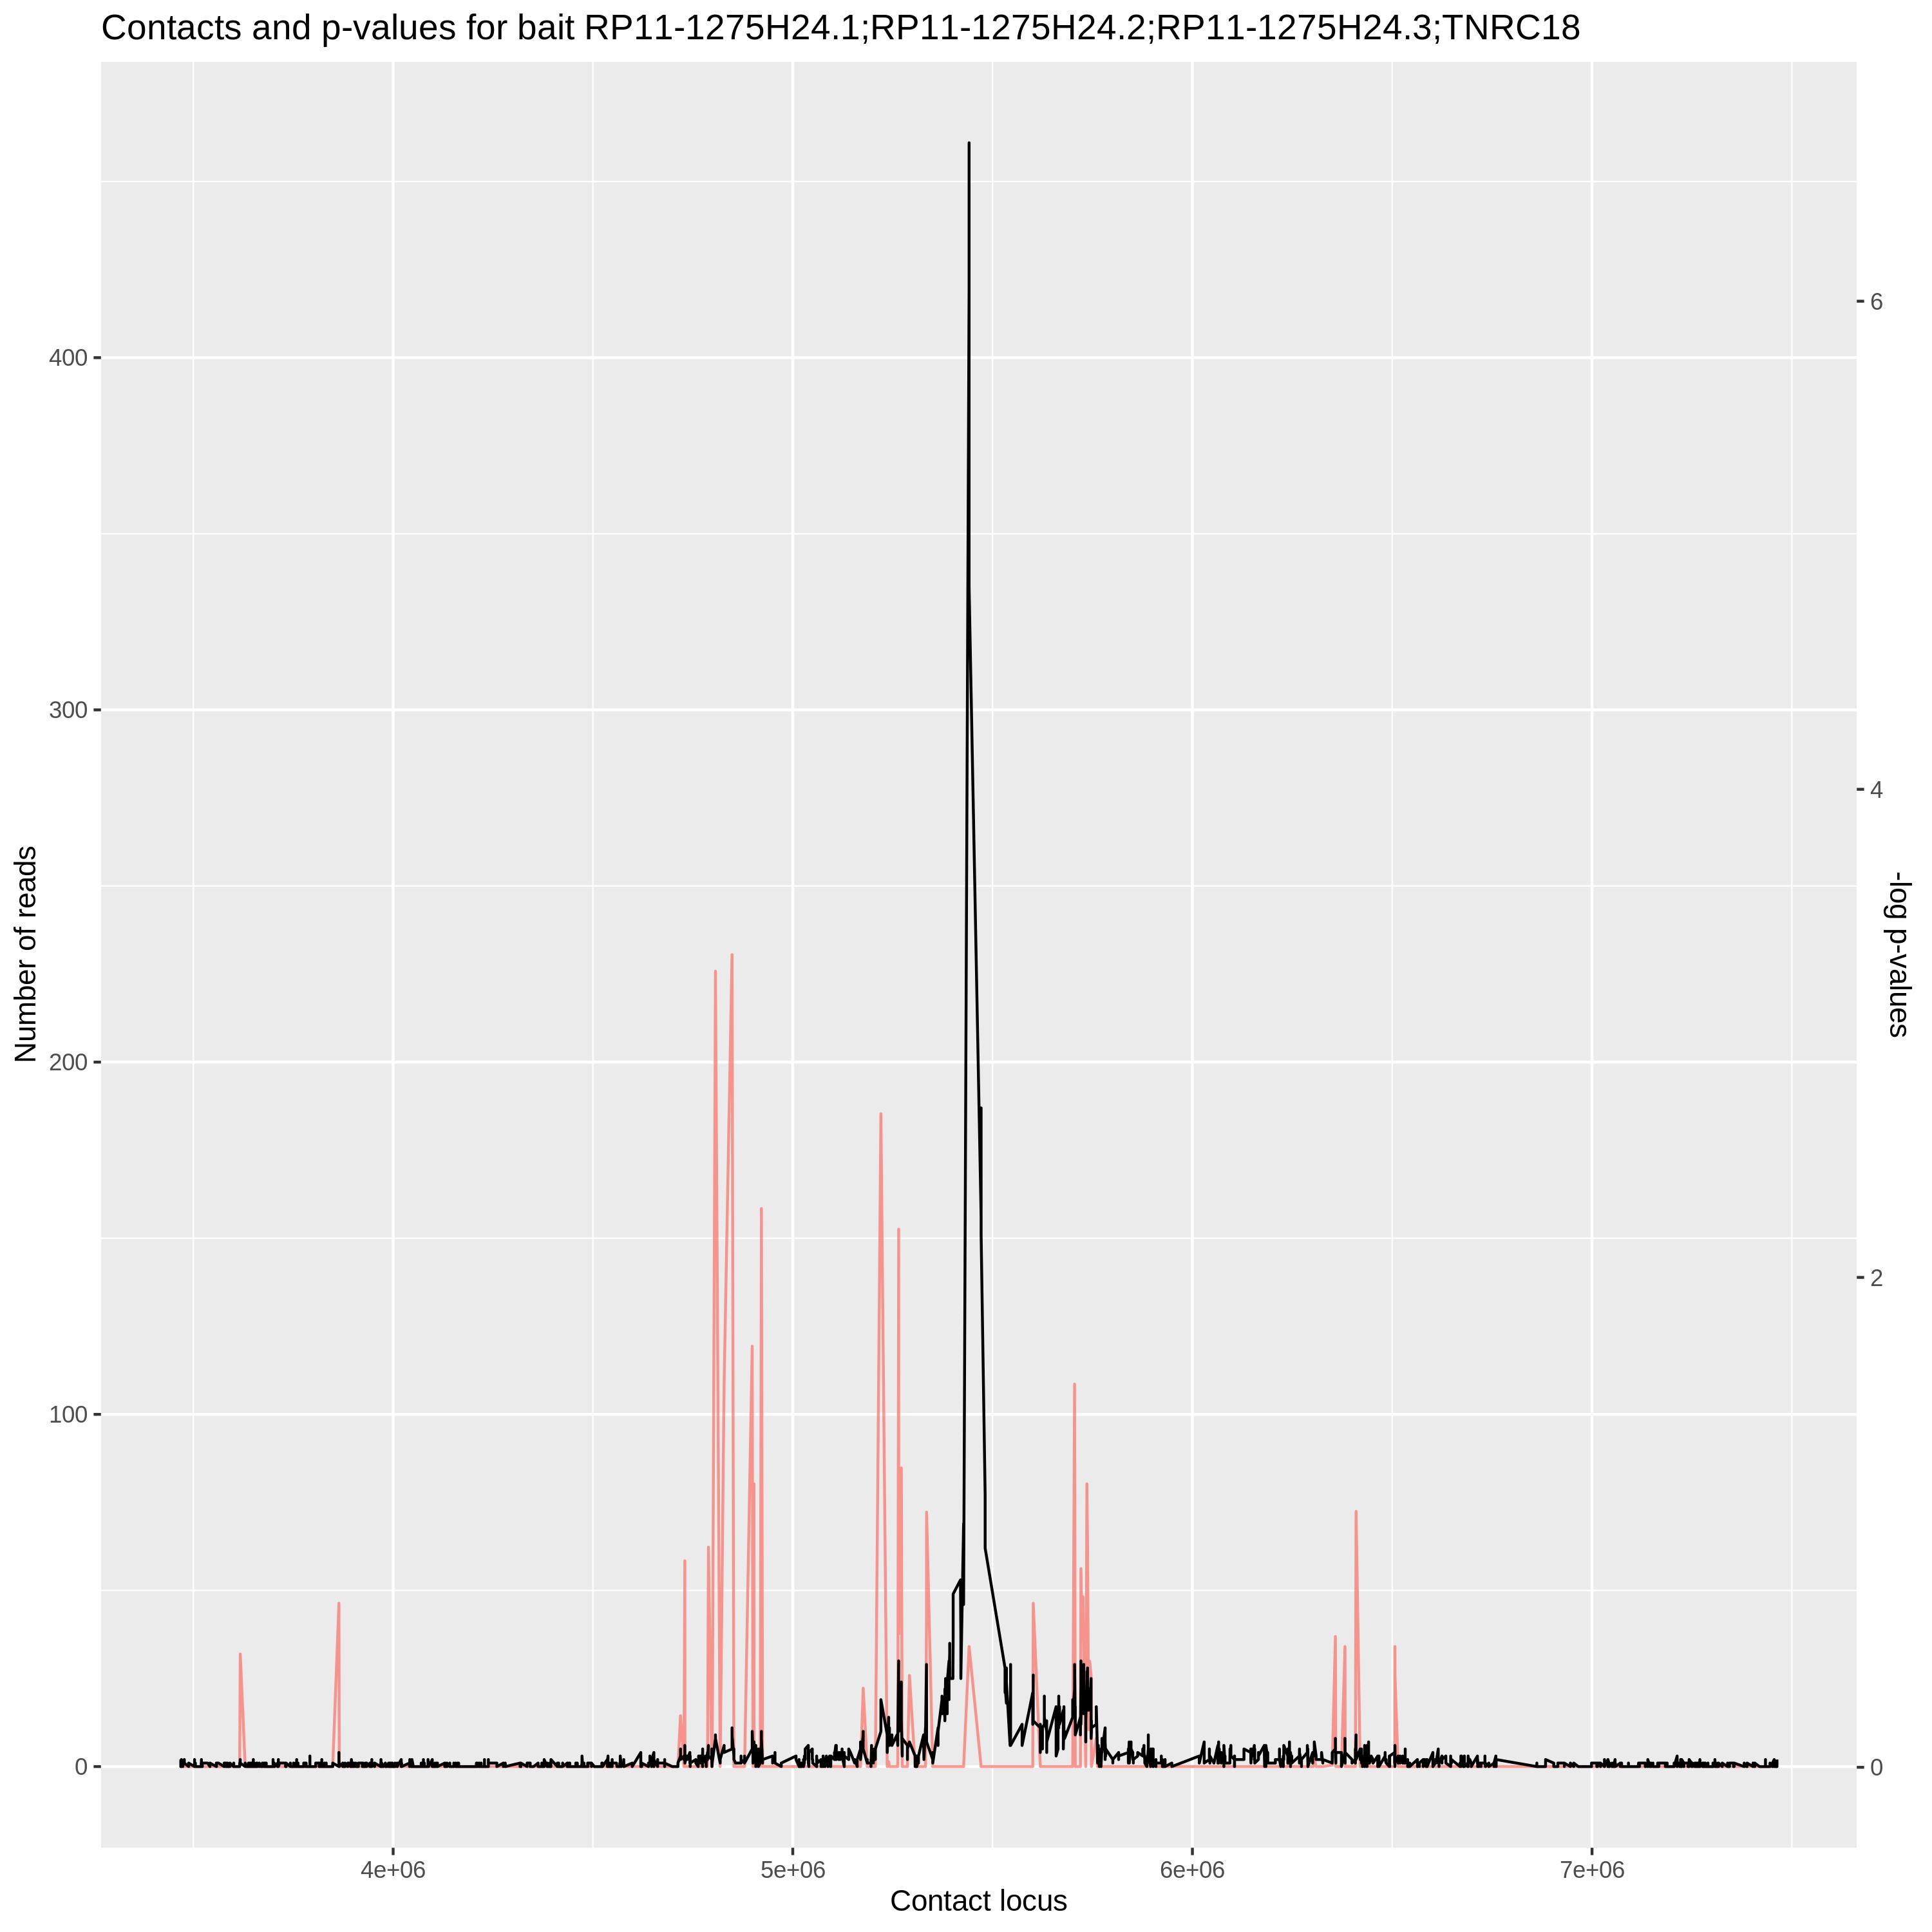 Contacts and p-values for bait RP11-1275H24.1;RP11-1275H24.2;RP11-1275H24.3;TNRC18
Number of reads
400
300
200
100
0
-log p-values
6
4
2
0
4e+06 5e+06 6e+06 7e+06
Contact locus